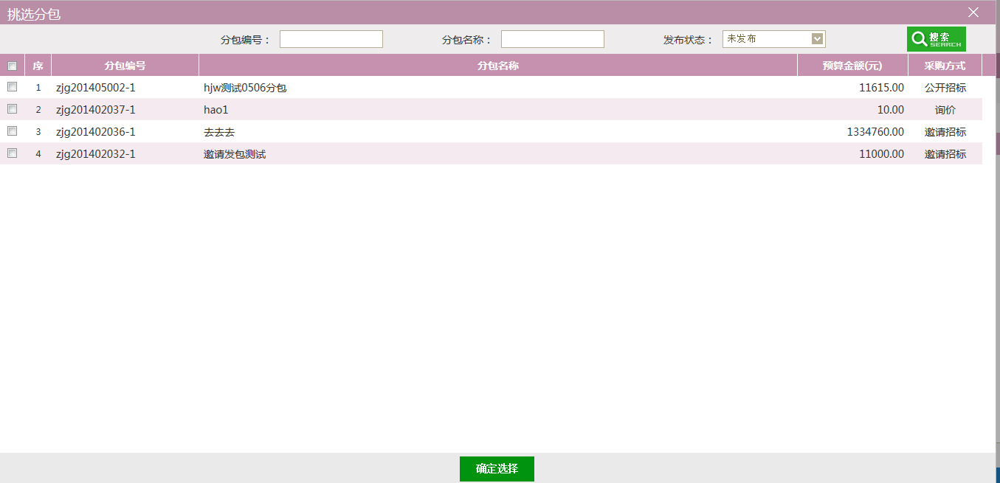 挑选分包
分包编号： 分包名称： 发布状态： 未发布 搜索 SEARCH
序 分包编号 分包名称 预算金额(元) 采购方式
1 zjg201405002-1 hjw测试0506分包 11615.00 公开招标
2 zjg201402037-1 hao1 10.00 询价
3 zjg201402036-1 去去去 1334760.00 邀请招标
4 zjg201402032-1 邀请发包测试 11000.00 邀请招标
确定选择